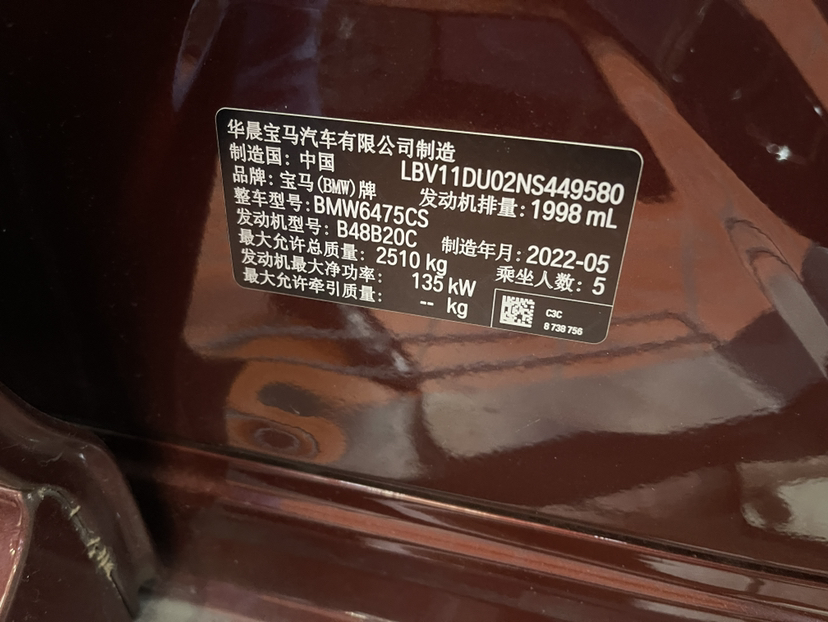 华晨宝马汽车有限公司制造
制造国：中国 LBV11DU02NS449580
品牌：宝马(BMW)牌 发动机排量：1998 mL
整车型号：BMW6475CS
发动机型号：B48B20C 制造年月：2022-05
最大允许总质量：2510 kg 乘坐人数：5
发动机最大净功率：135 kW
最大允许牵引质量：-- kg
C3C
8 738 756